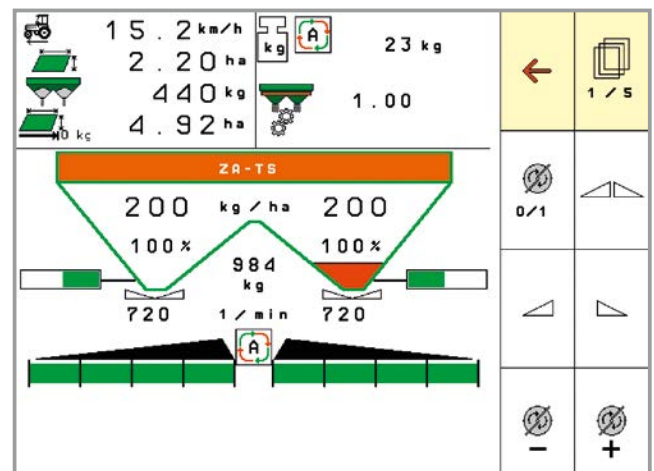 15.2 km/h
2.20 ha
440 kg
4.92 ha
0 kg
kg
A
23 kg
1.00
1 / 5
0/1
ZA-TS
200 kg / ha 200
100% 100%
984
kg
720 1 / min 720
A
- +